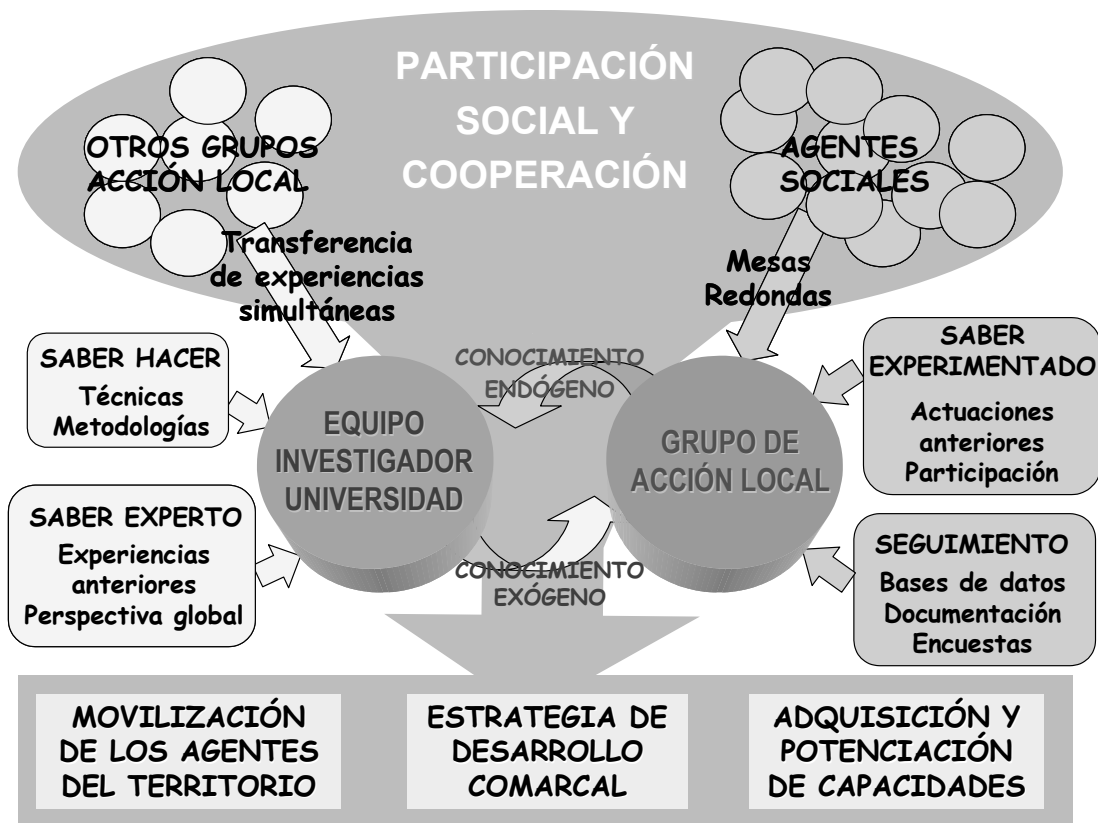 PARTICIPACIÓN
SOCIAL Y
COOPERACIÓN
OTROS GRUPOS
ACCIÓN LOCAL
AGENTES
SOCIALES
Transferencia
de experiencias
simultáneas
Mesas
Redondas
SABER HACER
Técnicas
Metodologías
CONOCIMIENTO
ENDÓGENO
SABER
EXPERIMENTADO
Actuaciones
anteriores
Participación
EQUIPO
INVESTIGADOR
UNIVERSIDAD
GRUPO DE
ACCIÓN LOCAL
SABER EXPERTO
Experiencias
anteriores
Perspectiva global
CONOCIMIENTO
EXÓGENO
SEGUIMIENTO
Bases de datos
Documentación
Encuestas
MOVILIZACIÓN
DE LOS AGENTES
DEL TERRITORIO
ESTRATEGIA DE
DESARROLLO
COMARCAL
ADQUISICIÓN Y
POTENCIACIÓN
DE CAPACIDADES